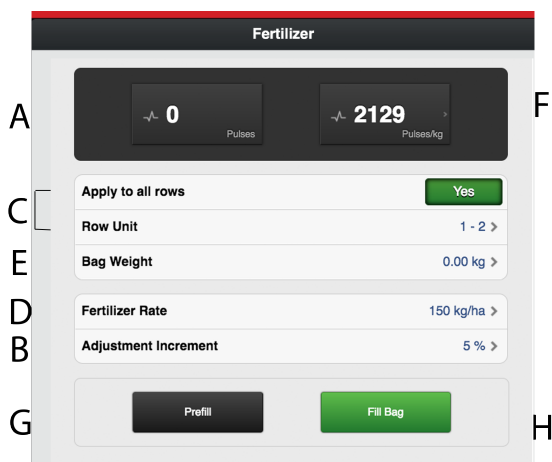 Fertilizer
A
0
Pulses
2129
Pulses/kg
F
C
Apply to all rows Yes
Row Unit 1 - 2
E
Bag Weight 0.00 kg
D
Fertilizer Rate 150 kg/ha
B
Adjustment Increment 5 %
G
Prefill
Fill Bag
H